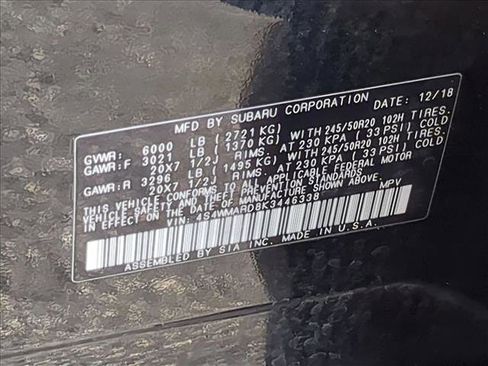 MFD BY SUBARU CORPORATION DATE: 12/18
GVWR: 6000 LB (2721 KG)
GAWR:F 3021 LB (1370 KG) WITH 245/50R20 102H TIRES.
20X7 1/2J RIMS. AT 230 KPA (33 PSI) COLD
GAWR:R 3296 LB (1495 KG) WITH 245/50R20 102H TIRES.
20X7 1/2J RIMS. AT 230 KPA (33 PSI) COLD
THIS VEHICLE CONFORMS TO ALL APPLICABLE FEDERAL MOTOR
VEHICLE SAFETY AND BUMPER STANDARDS
IN EFFECT ON THE DATE OF MANUFACTURE SHOWN ABOVE.
VIN: 4S4WMARD8K3446338 MPV
ASSEMBLED BY SIA INC. MADE IN U.S.A.